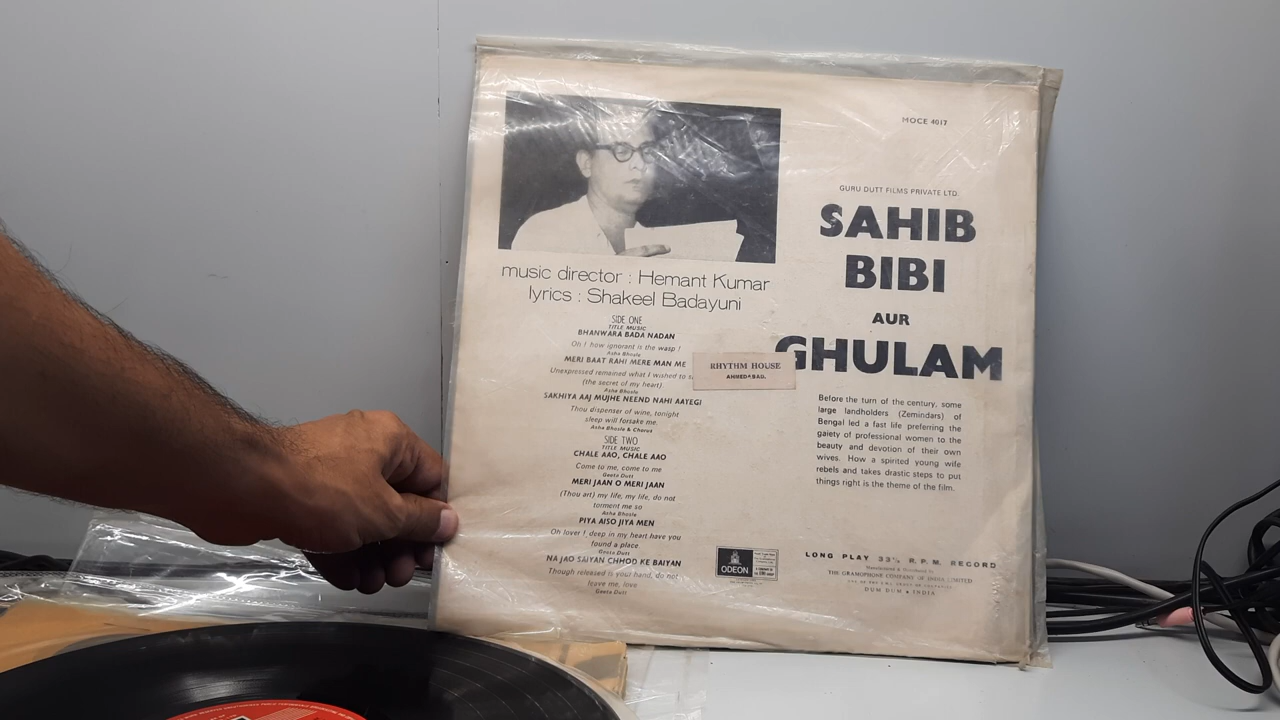 MOCE 4017
GURU DUTT FILMS PRIVATE LTD.
SAHIB
BIBI
AUR
GHULAM
music director : Hemant Kumar
lyrics : Shakeel Badayuni
SIDE ONE
TITLE MUSIC
BHANWARA BADA NADAN
Oh ! how ignorant is the wasp !
Asha Bhosle
MERI BAAT RAHI MERE MAN ME
Unexpressed remained what I wished to
(the secret of my heart).
Asha Bhosle
SAKHIYA AAJ MUJHE NEEND NAHI AAYEGI
Thou dispenser of wine, tonight
sleep will forsake me.
Asha Bhosle & Chorus
SIDE TWO
TITLE MUSIC
CHALE AAO, CHALE AAO
Come to me, come to me
Geeta Dutt
MERI JAAN O MERI JAAN
(Thou art) my life, my life, do not
torment me so
Asha Bhosle
PIYA AISO JIYA MEN
Oh lover ! deep in my heart have you
found a place.
Geeta Dutt
NA JAO SAIYAN CHHOD KE BAIYAN
Though released is your hand, do not
leave me, love
Geeta Dutt
RHYTHM HOUSE
AHMEDABAD.
Before the turn of the century, some
large landholders (Zemindars) of
Bengal led a fast life preferring the
gaiety of professional women to the
beauty and devotion of their own
wives. How a spirited young wife
rebels and takes drastic steps to put
things right is the theme of the film.
ODEON
LONG PLAY 33⅓ R.P.M. RECORD
Manufactured & Distributed by
THE GRAMOPHONE COMPANY OF INDIA LIMITED
DUM DUM • INDIA